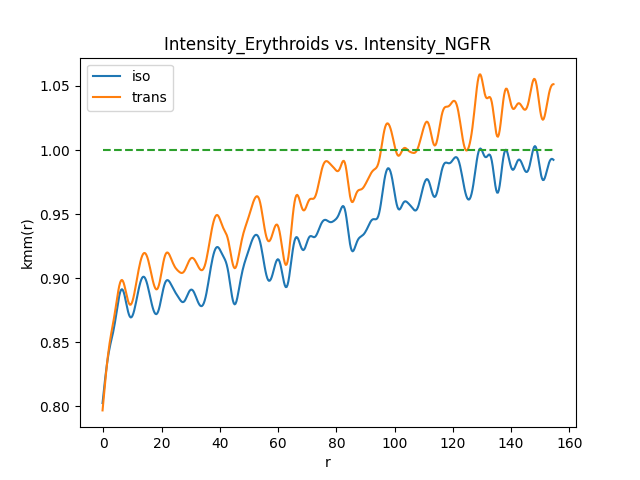 Intensity_Erythroids vs. Intensity_NGFR
iso
trans
1.05
1.00
0.95
0.90
0.85
0.80
kmm(r)
0 20 40 60 80 100 120 140 160
r